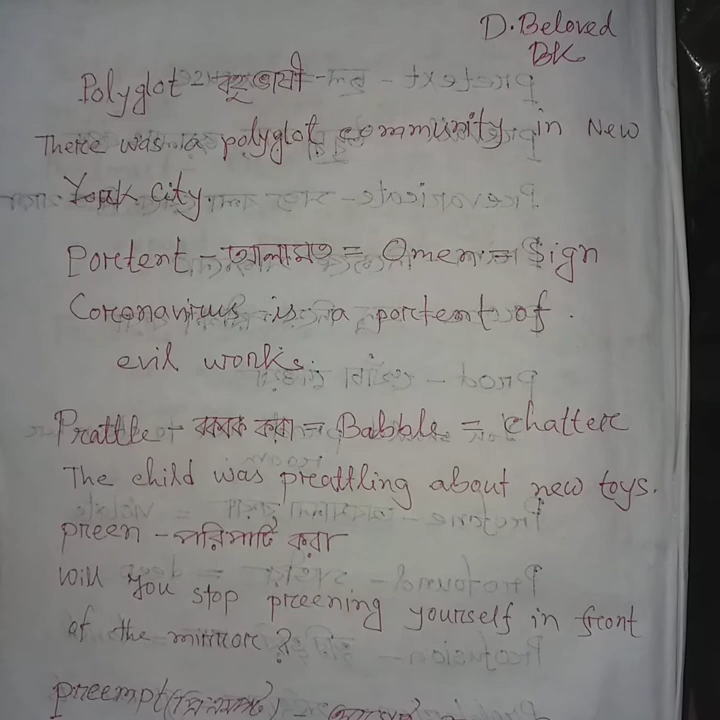 D. Beloved
BK
Polyglot - বহুভাষী
There was a polyglot community in New
York City.
Portent - আলামত = Omen = Sign
Coronavirus is a portent of
evil works.
Prattle - বকবক করা = Babble = Chatter
The child was prattling about new toys.
preen - পরিপাটি করা
will you stop preening yourself in front
of the mirror?
preempt